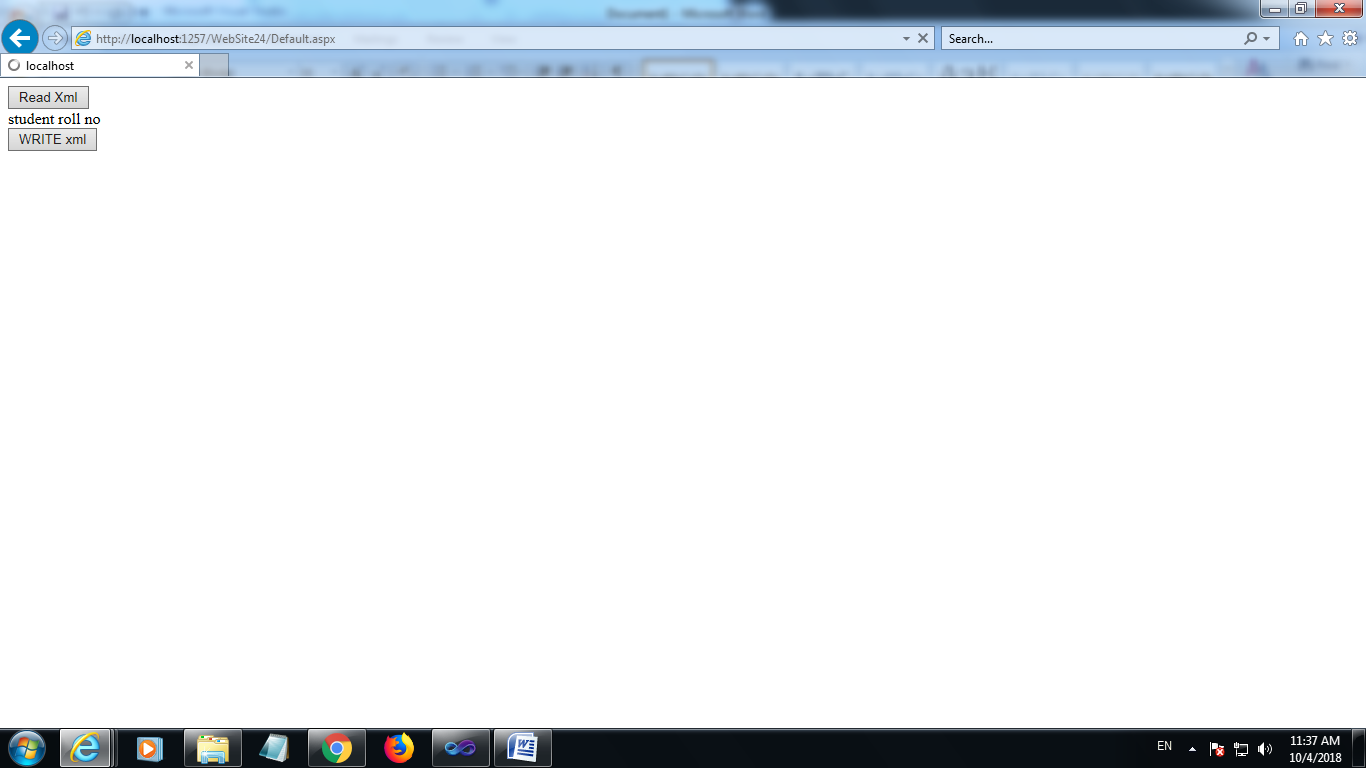 http://localhost:1257/WebSite24/Default.aspx
Search...
localhost
Read Xml
student roll no
WRITE xml
EN
11:37 AM
10/4/2018